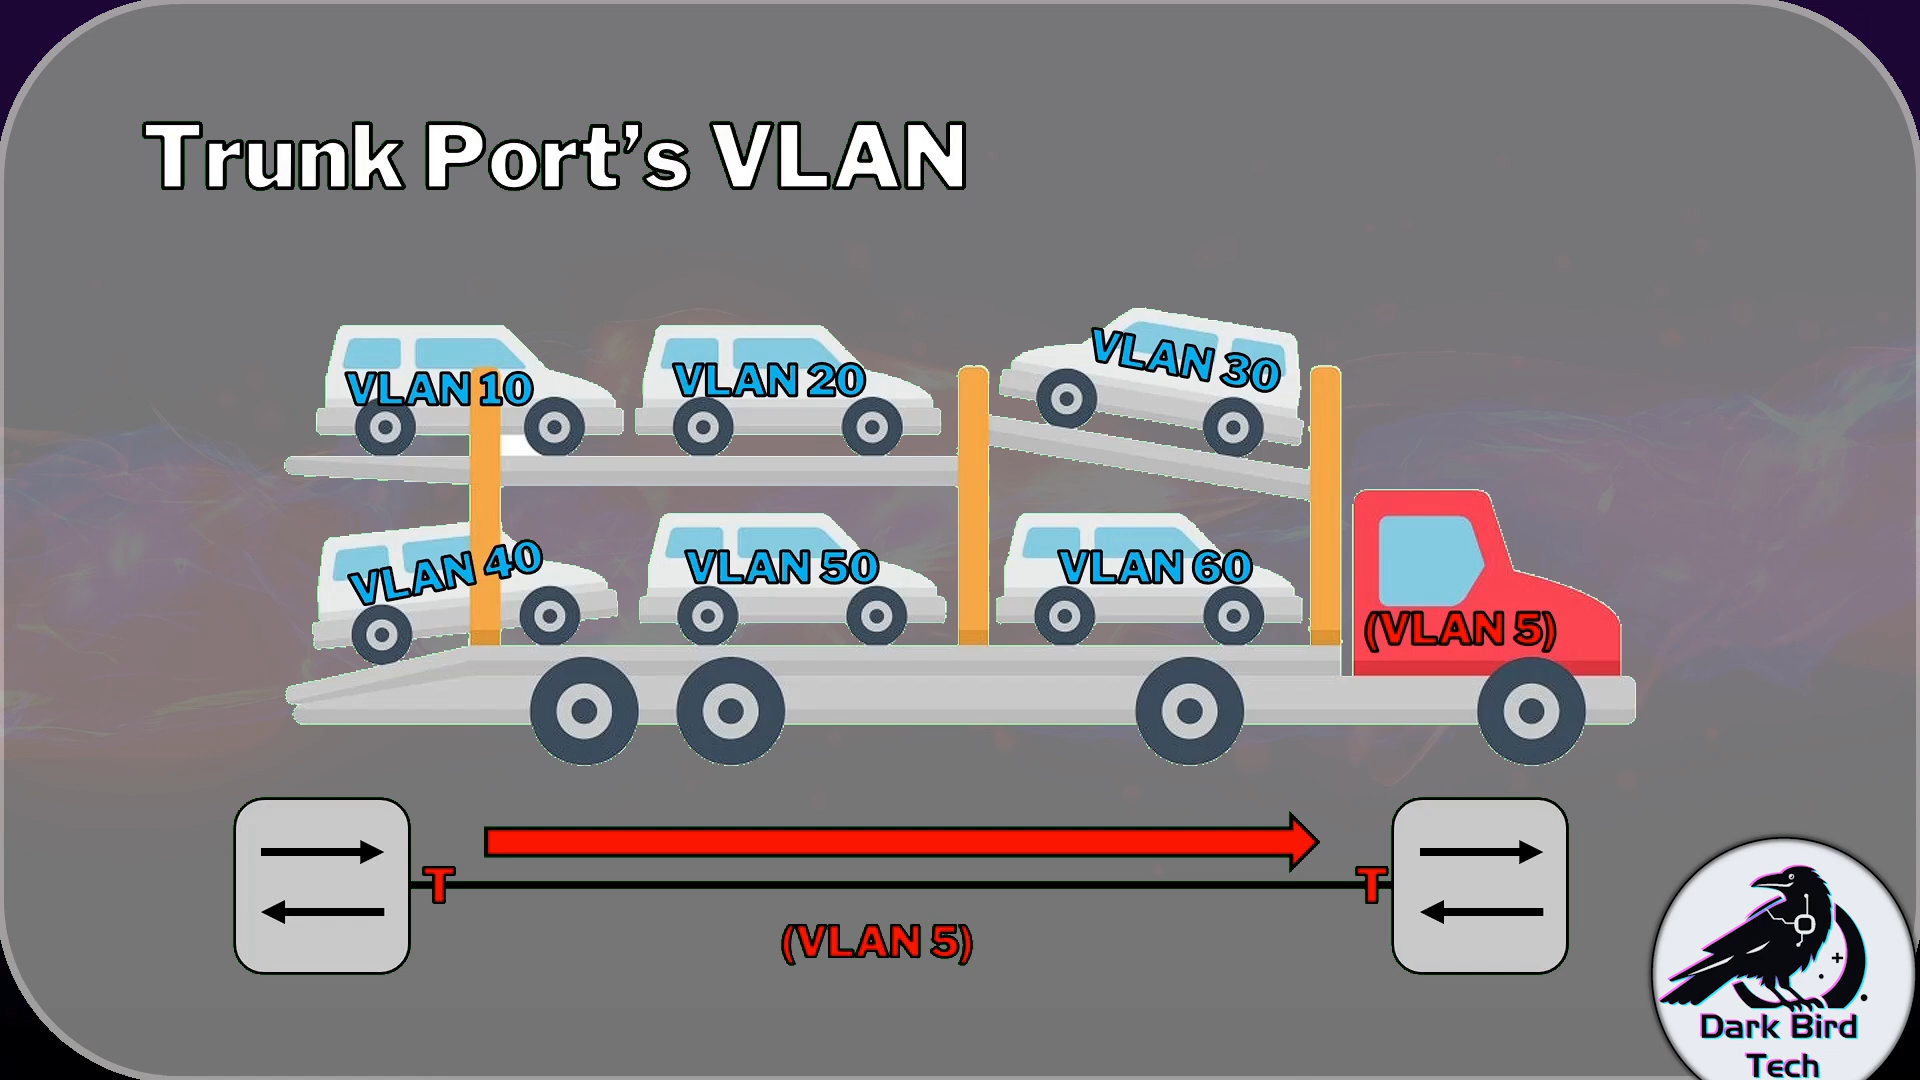 Trunk Port’s VLAN
VLAN 10
VLAN 20
VLAN 30
VLAN 40
VLAN 50
VLAN 60
(VLAN 5)
T
T
(VLAN 5)
Dark Bird
Tech